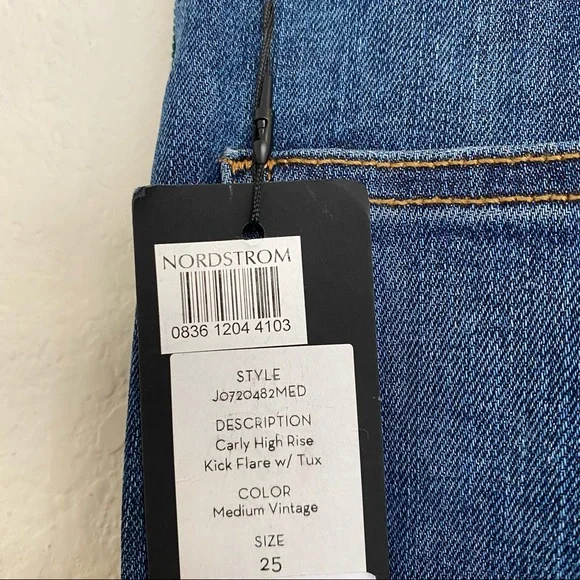 NORDSTROM
0836 1204 4103
STYLE
J0720482MED
DESCRIPTION
Carly High Rise
Kick Flare w/ Tux
COLOR
Medium Vintage
SIZE
25